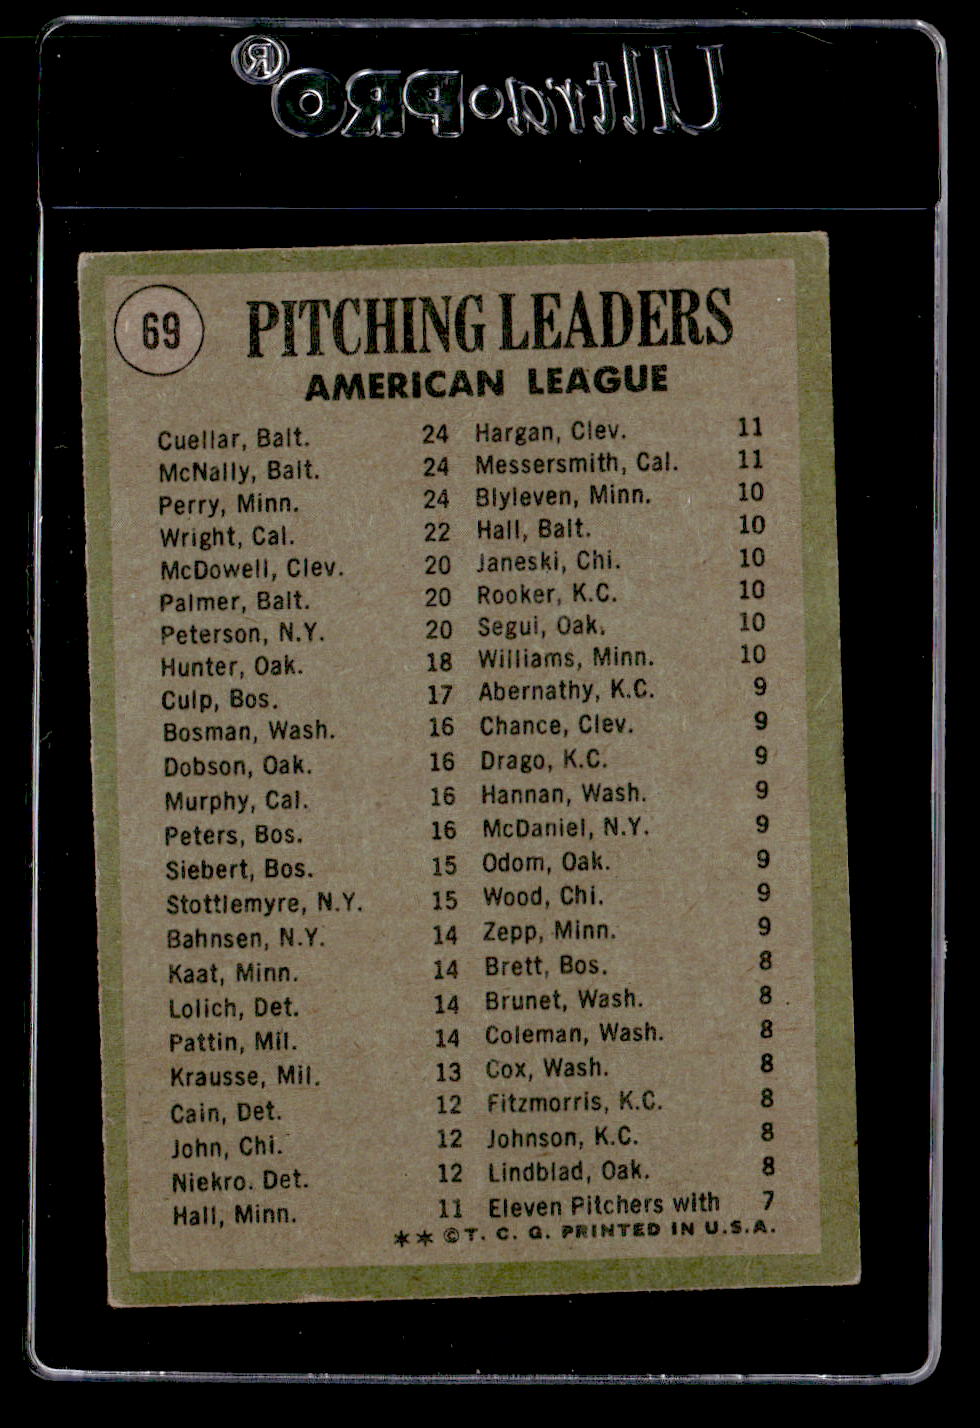 Ultra•PRO®
69
PITCHING LEADERS
AMERICAN LEAGUE
Cuellar, Balt. 24
McNally, Balt. 24
Perry, Minn. 24
Wright, Cal. 22
McDowell, Clev. 20
Palmer, Balt. 20
Peterson, N.Y. 20
Hunter, Oak. 18
Culp, Bos. 17
Bosman, Wash. 16
Dobson, Oak. 16
Murphy, Cal. 16
Peters, Bos. 16
Siebert, Bos. 15
Stottlemyre, N.Y. 15
Bahnsen, N.Y. 14
Kaat, Minn. 14
Lolich, Det. 14
Pattin, Mil. 14
Krausse, Mil. 13
Cain, Det. 12
John, Chi. 12
Niekro. Det. 12
Hall, Minn. 11
Hargan, Clev. 11
Messersmith, Cal. 11
Blyleven, Minn. 10
Hall, Balt. 10
Janeski, Chi. 10
Rooker, K.C. 10
Segui, Oak. 10
Williams, Minn. 10
Abernathy, K.C. 9
Chance, Clev. 9
Drago, K.C. 9
Hannan, Wash. 9
McDaniel, N.Y. 9
Odom, Oak. 9
Wood, Chi. 9
Zepp, Minn. 9
Brett, Bos. 8
Brunet, Wash. 8
Coleman, Wash. 8
Cox, Wash. 8
Fitzmorris, K.C. 8
Johnson, K.C. 8
Lindblad, Oak. 8
Eleven Pitchers with 7
**©T. C. G. PRINTED IN U.S.A.